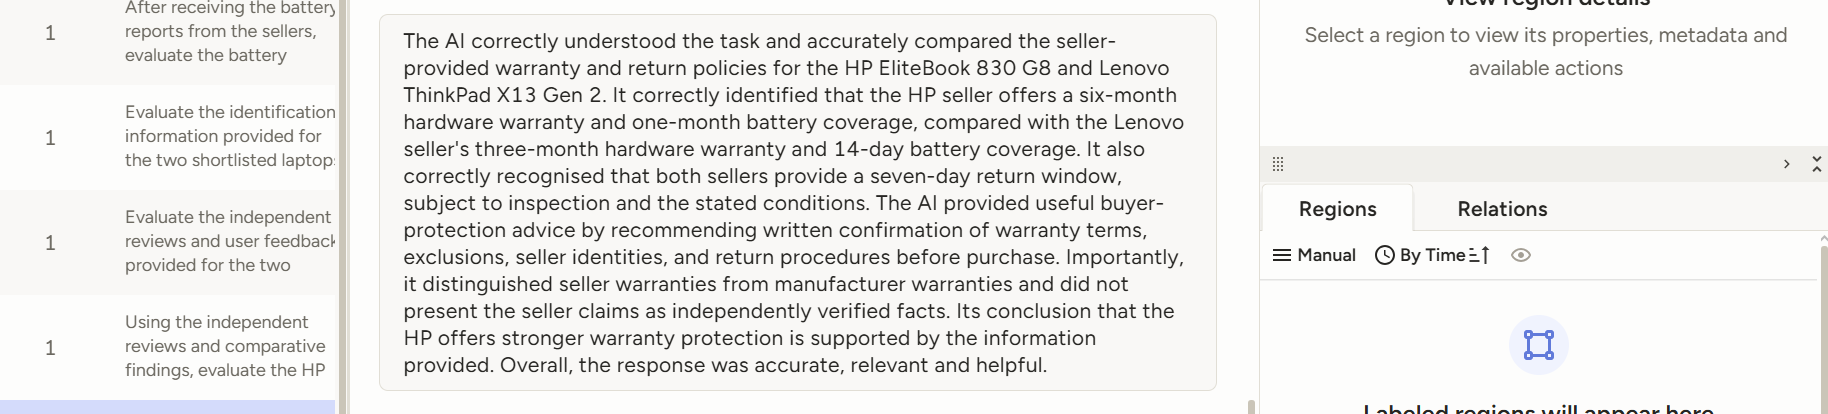 After receiving the battery
1
reports from the sellers,
evaluate the battery
Evaluate the identification
1
information provided for
the two shortlisted laptop
Evaluate the independent
1
reviews and user feedback
provided for the two
Using the independent
1
reviews and comparative
findings, evaluate the HP
The AI correctly understood the task and accurately compared the seller-
provided warranty and return policies for the HP EliteBook 830 G8 and Lenovo
ThinkPad X13 Gen 2. It correctly identified that the HP seller offers a six-month
hardware warranty and one-month battery coverage, compared with the Lenovo
seller's three-month hardware warranty and 14-day battery coverage. It also
correctly recognised that both sellers provide a seven-day return window,
subject to inspection and the stated conditions. The AI provided useful buyer-
protection advice by recommending written confirmation of warranty terms,
exclusions, seller identities, and return procedures before purchase. Importantly,
it distinguished seller warranties from manufacturer warranties and did not
present the seller claims as independently verified facts. Its conclusion that the
HP offers stronger warranty protection is supported by the information
provided. Overall, the response was accurate, relevant and helpful.
View region details
Select a region to view its properties, metadata and
available actions
Regions
Relations
Manual
By Time
Labeled regions will appear here